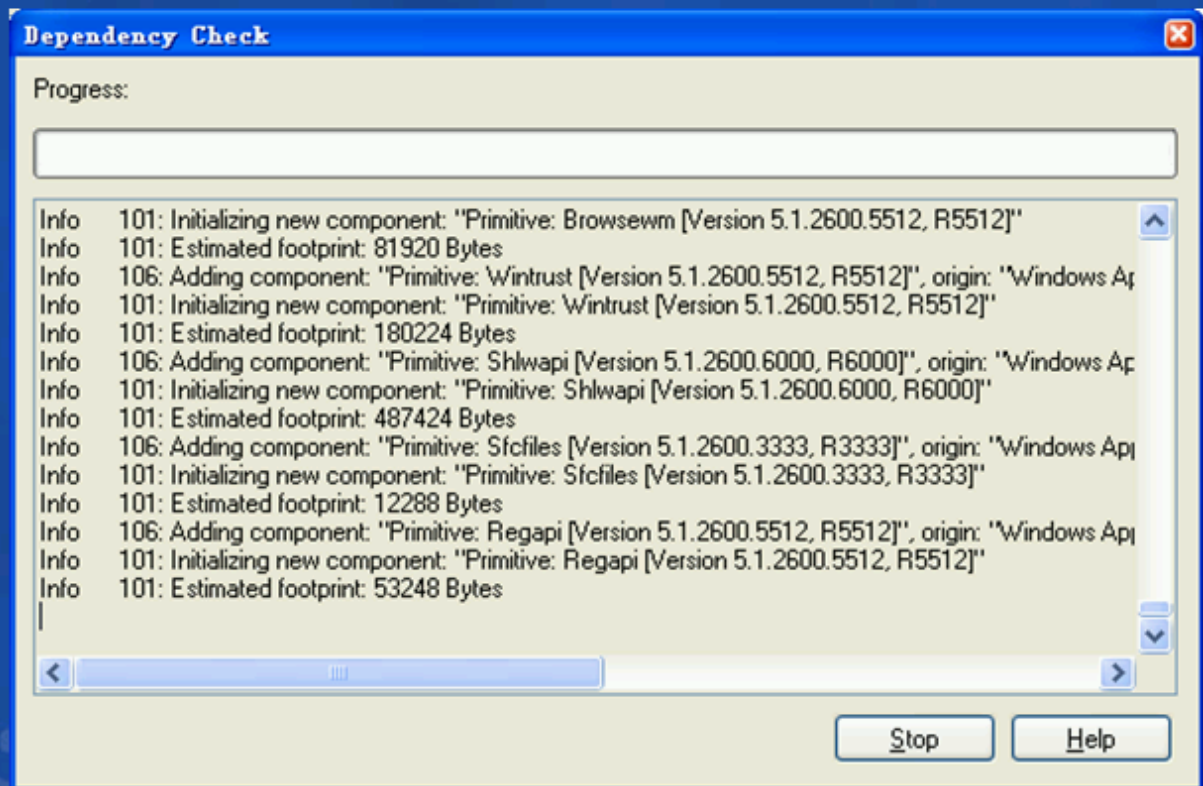 Dependency Check
Progress:
Info 101: Initializing new component: "Primitive: Browsewm [Version 5.1.2600.5512, R5512]"
Info 101: Estimated footprint: 81920 Bytes
Info 106: Adding component: "Primitive: Wintrust [Version 5.1.2600.5512, R5512]", origin: "Windows Ap
Info 101: Initializing new component: "Primitive: Wintrust [Version 5.1.2600.5512, R5512]"
Info 101: Estimated footprint: 180224 Bytes
Info 106: Adding component: "Primitive: Shlwapi [Version 5.1.2600.6000, R6000]", origin: "Windows Ap
Info 101: Initializing new component: "Primitive: Shlwapi [Version 5.1.2600.6000, R6000]"
Info 101: Estimated footprint: 487424 Bytes
Info 106: Adding component: "Primitive: Sfcfiles [Version 5.1.2600.3333, R3333]", origin: "Windows App
Info 101: Initializing new component: "Primitive: Sfcfiles [Version 5.1.2600.3333, R3333]"
Info 101: Estimated footprint: 12288 Bytes
Info 106: Adding component: "Primitive: Regapi [Version 5.1.2600.5512, R5512]", origin: "Windows App
Info 101: Initializing new component: "Primitive: Regapi [Version 5.1.2600.5512, R5512]"
Info 101: Estimated footprint: 53248 Bytes
Stop
Help